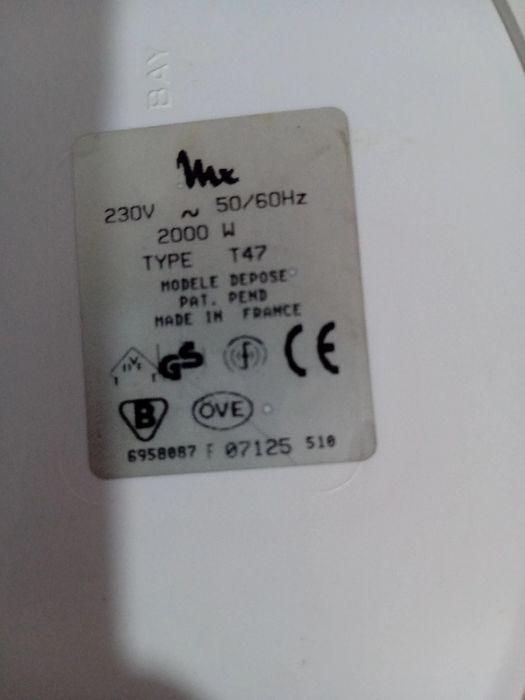 BAY
Mx
230V ~ 50/60Hz
2000 W
TYPE T47
MODELE DEPOSE
PAT. PEND
MADE IN FRANCE
GS f CE
B ÖVE
6958087 F 07125 510